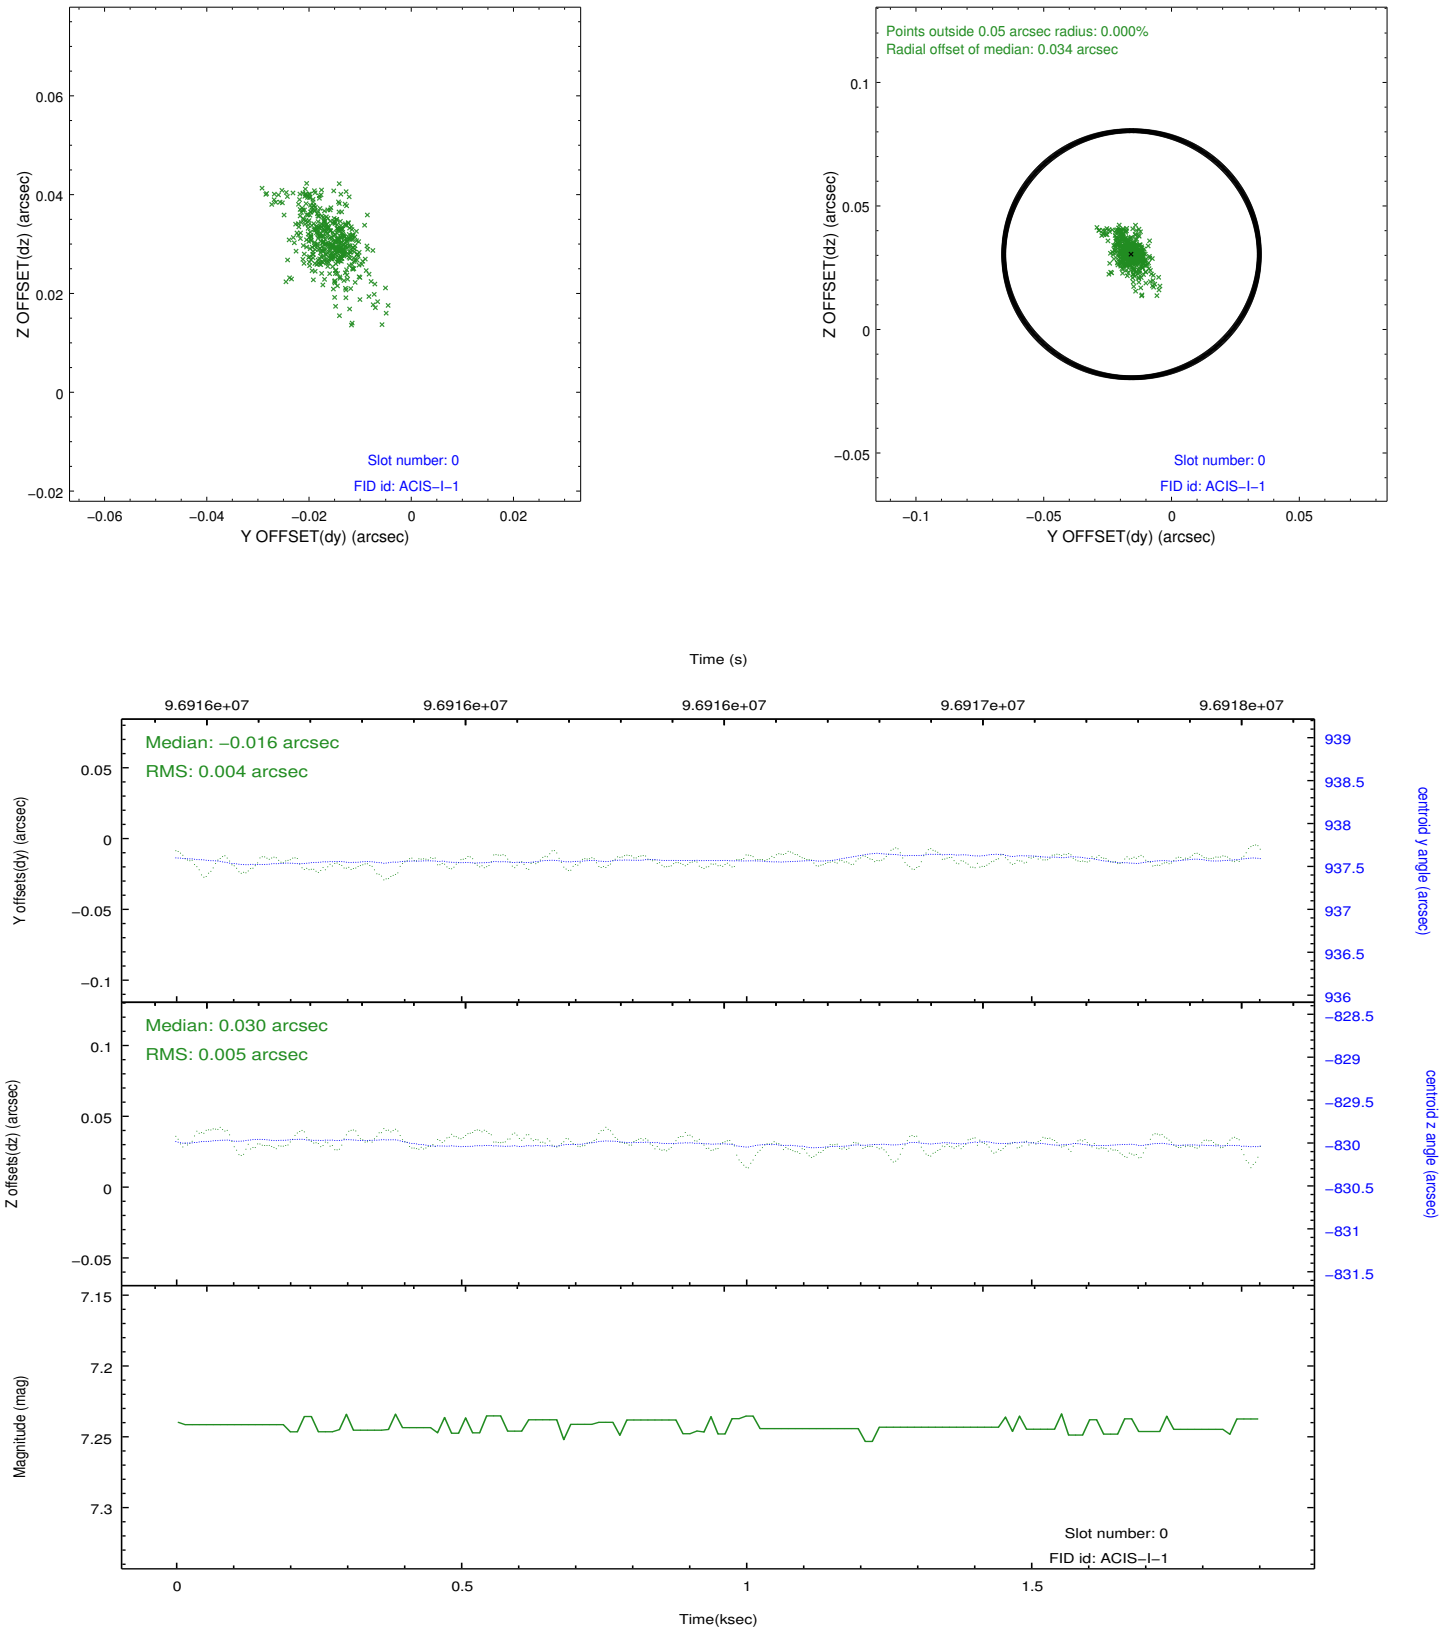 0.06
0.04
0.02
0
−0.02
Z OFFSET(dz) (arcsec)
Slot number: 0
FID id: ACIS−I−1
−0.06
−0.04
−0.02
0
0.02
Y OFFSET(dy) (arcsec)
Points outside 0.05 arcsec radius: 0.000%
Radial offset of median: 0.034 arcsec
0.1
0.05
0
−0.05
Z OFFSET(dz) (arcsec)
Slot number: 0
FID id: ACIS−I−1
−0.1
−0.05
0
0.05
Y OFFSET(dy) (arcsec)
Time (s)
9.6916e+07
9.6916e+07
9.6916e+07
9.6917e+07
9.6918e+07
Median: −0.016 arcsec
RMS: 0.004 arcsec
0.05
0
−0.05
−0.1
Y offsets(dy) (arcsec)
939
938.5
938
937.5
937
936.5
936
centroid y angle (arcsec)
Median: 0.030 arcsec
RMS: 0.005 arcsec
0.1
0.05
0
−0.05
Z offsets(dz) (arcsec)
−828.5
−829
−829.5
−830
−830.5
−831
−831.5
centroid z angle (arcsec)
7.15
7.2
7.25
7.3
Magnitude (mag)
Slot number: 0
FID id: ACIS−I−1
0
0.5
1
1.5
Time(ksec)